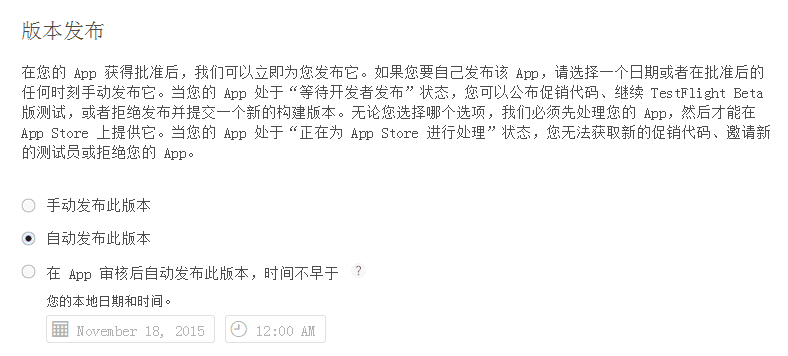 版本发布
在您的 App 获得批准后，我们可以立即为您发布它。如果您要自己发布该 App，请选择一个日期或者在批准后的
任何时刻手动发布它。当您的 App 处于“等待开发者发布”状态，您可以公布促销代码、继续 TestFlight Beta
版测试，或者拒绝发布并提交一个新的构建版本。无论您选择哪个选项，我们必须先处理您的 App，然后才能在
App Store 上提供它。当您的 App 处于“正在为 App Store 进行处理”状态，您无法获取新的促销代码、邀请新
的测试员或拒绝您的 App。
手动发布此版本
自动发布此版本
在 App 审核后自动发布此版本，时间不早于 ?
您的本地日期和时间。
November 18, 2015 12:00 AM